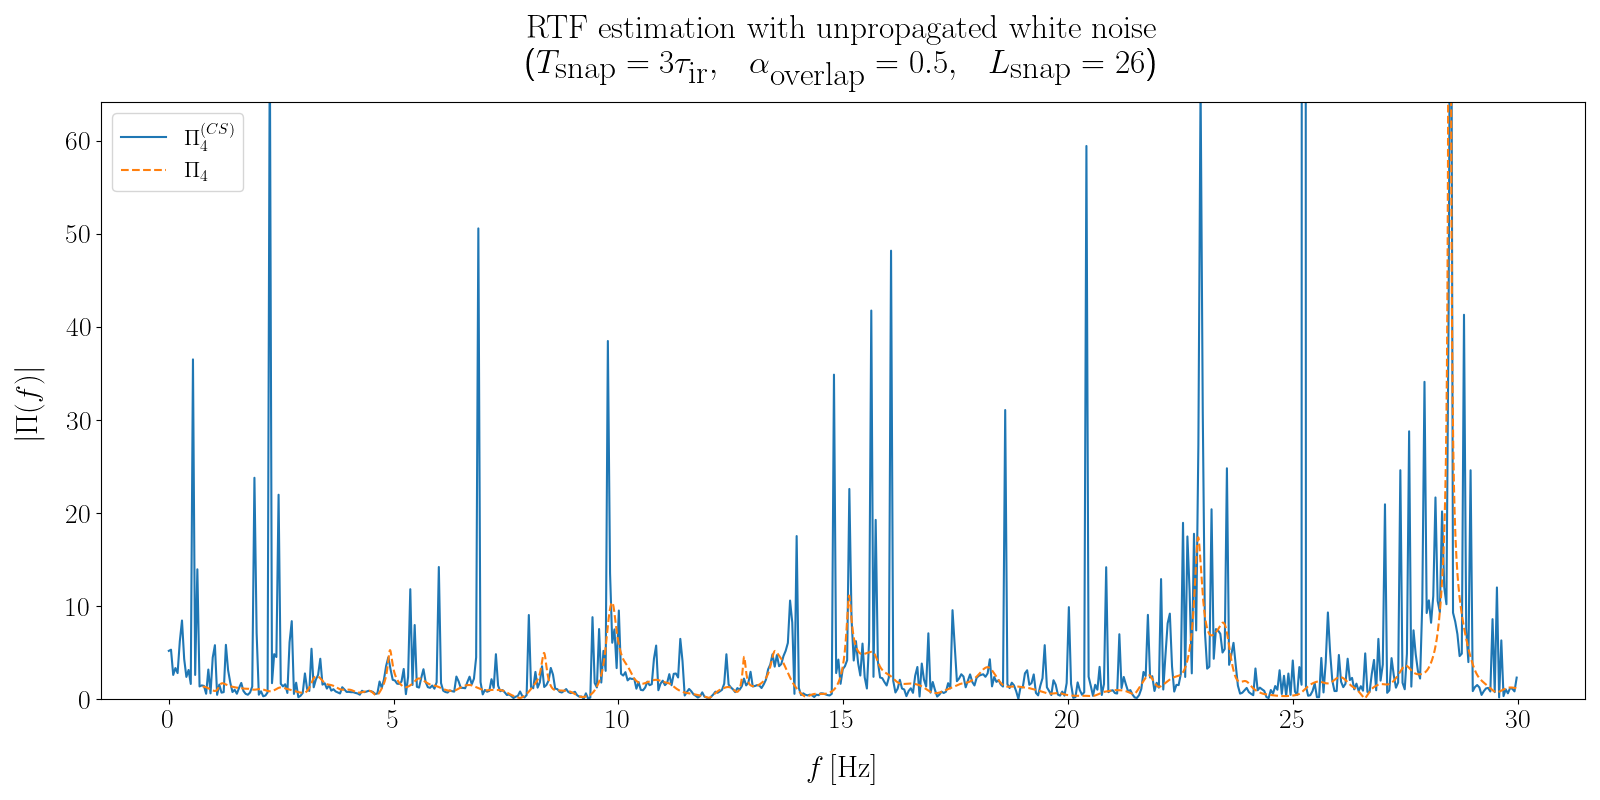 RTF estimation with unpropagated white noise
(T_snap = 3τ_ir, α_overlap = 0.5, L_snap = 26)
Π_4^(CS)
Π_4
60
50
40
30
20
10
0
|Π(f)|
0 5 10 15 20 25 30
f [Hz]